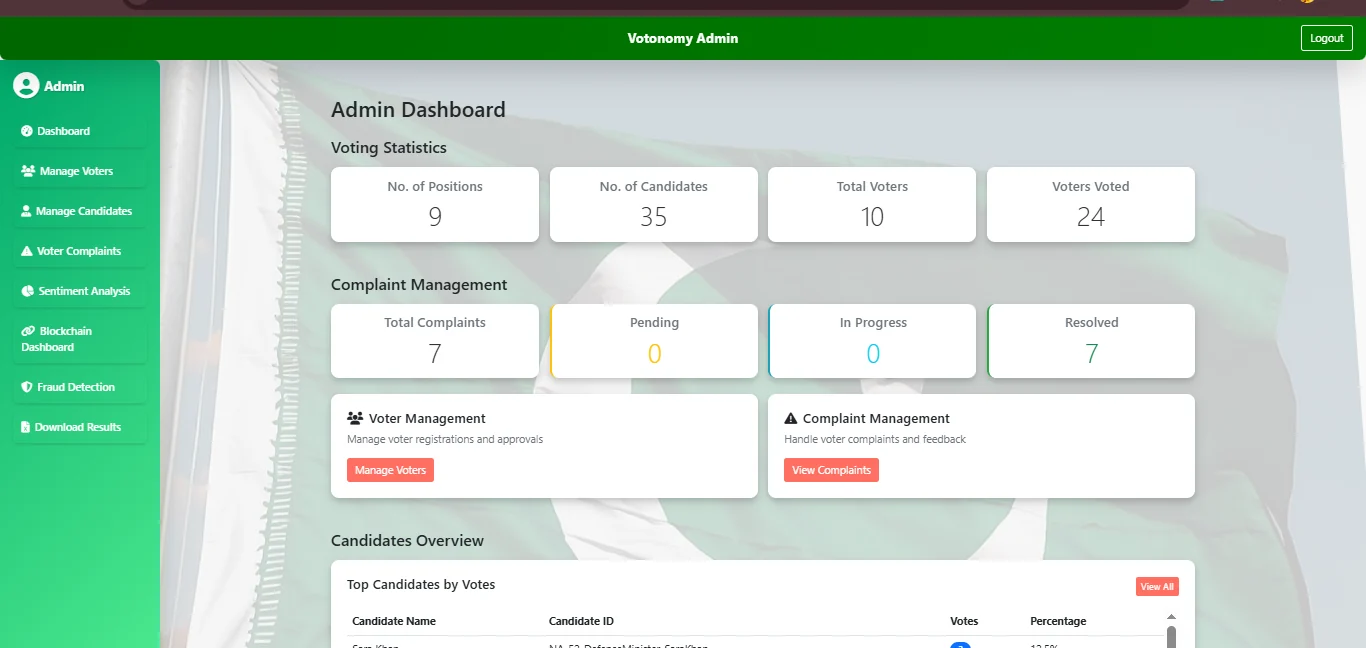 Votonomy Admin
Logout
Admin
Dashboard
Manage Voters
Manage Candidates
Voter Complaints
Sentiment Analysis
Blockchain
Dashboard
Fraud Detection
Download Results
Admin Dashboard
Voting Statistics
No. of Positions
9
No. of Candidates
35
Total Voters
10
Voters Voted
24
Complaint Management
Total Complaints
7
Pending
0
In Progress
0
Resolved
7
Voter Management
Manage voter registrations and approvals
Manage Voters
Complaint Management
Handle voter complaints and feedback
View Complaints
Candidates Overview
Top Candidates by Votes
View All
Candidate Name Candidate ID Votes Percentage